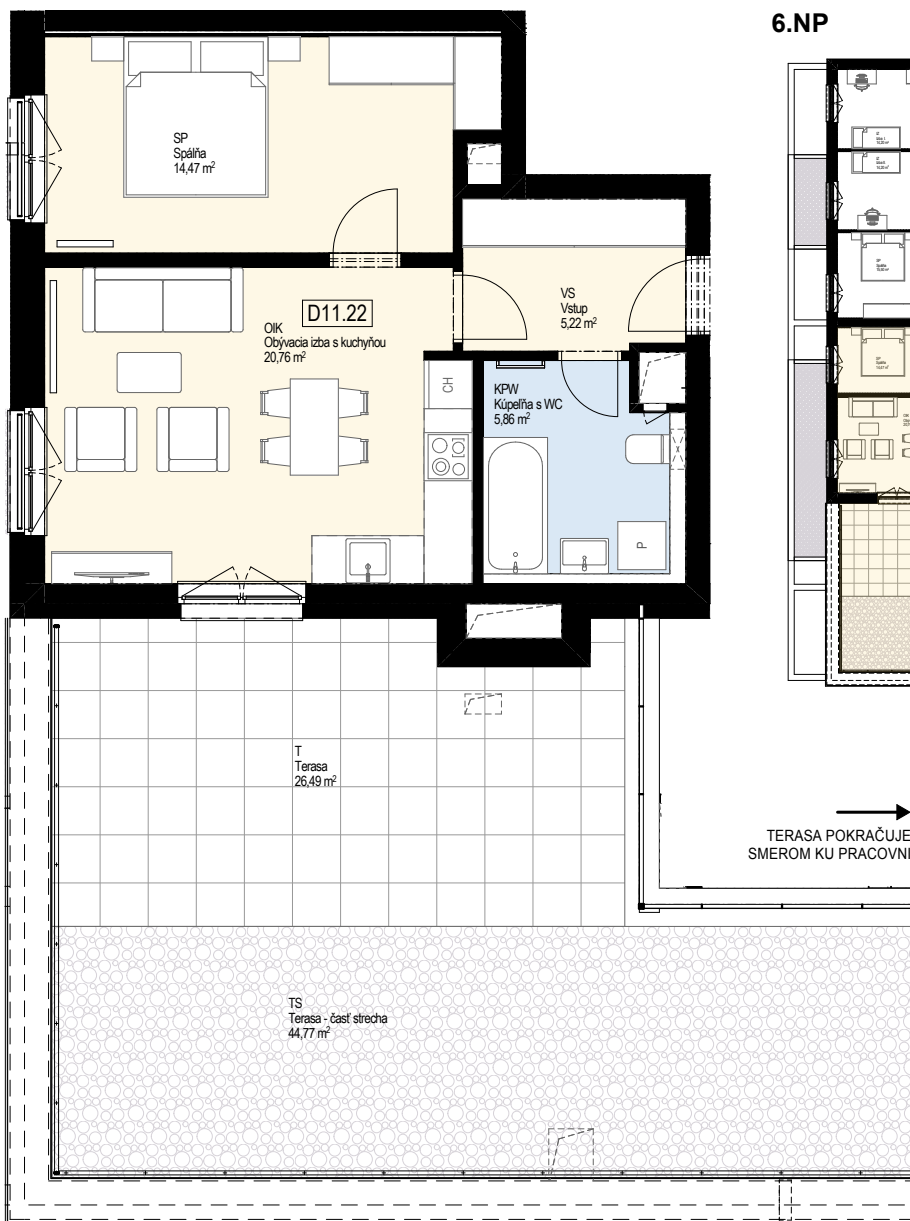 6.NP
SP
Spálňa
14,47 m²
D11.22
OIK
Obývacia izba s kuchyňou
20,76 m²
VS
Vstup
5,22 m²
CH
KPW
Kúpeľňa s WC
5,86 m²
P
T
Terasa
26,49 m²
TERASA POKRAČUJE
SMEROM KU PRACOVNI
TS
Terasa - časť strecha
44,77 m²